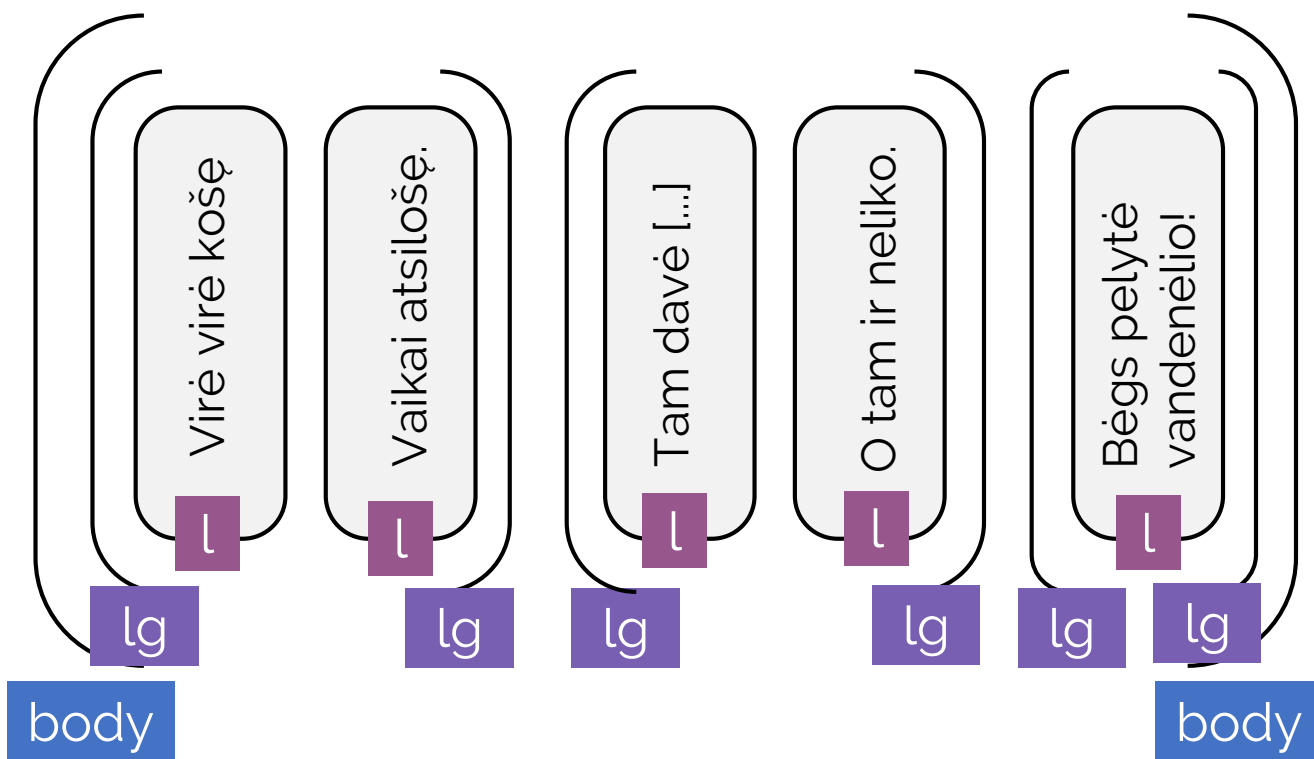 Virė virė košę
Vaikai atsilošę.
Tam davė [...]
O tam ir neliko.
Bėgs pelytė
vandenėlio!
l
l
l
l
l
lg
lg
lg
lg
lg
lg
body
body